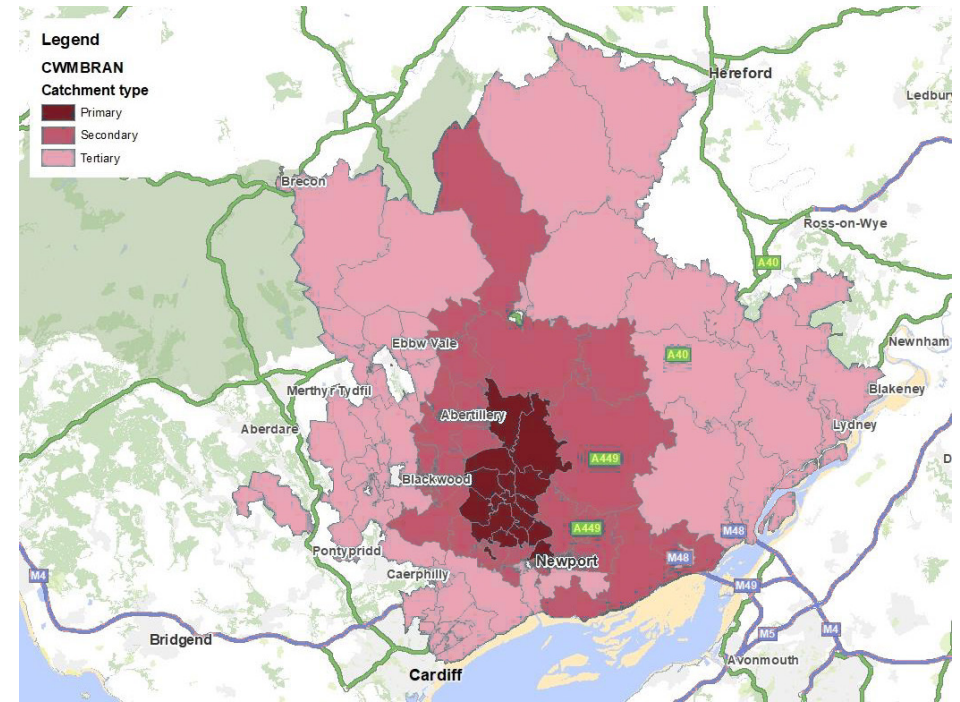 Legend
CWMBRAN
Catchment type
Primary
Secondary
Tertiary
Hereford
Ledbury
Brecon
Ross-on-Wye
A40
Ebbw Vale
A40
Newnham
Merthyr Tydfil
Blakeney
Abertillery
Aberdare
Lydney
A449
D
Blackwood
A449
M48
Pontypridd
Newport
M48
Caerphilly
M4
M49
M5
M4
Bridgend
Avonmouth
Cardiff